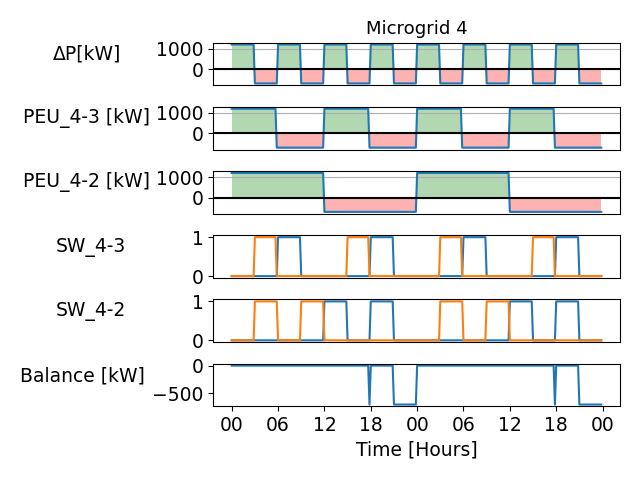 Microgrid 4
ΔP[kW]
1000
0
PEU_4-3 [kW]
1000
0
PEU_4-2 [kW]
1000
0
SW_4-3
1
0
SW_4-2
1
0
Balance [kW]
0
−500
00 06 12 18 00 06 12 18 00
Time [Hours]